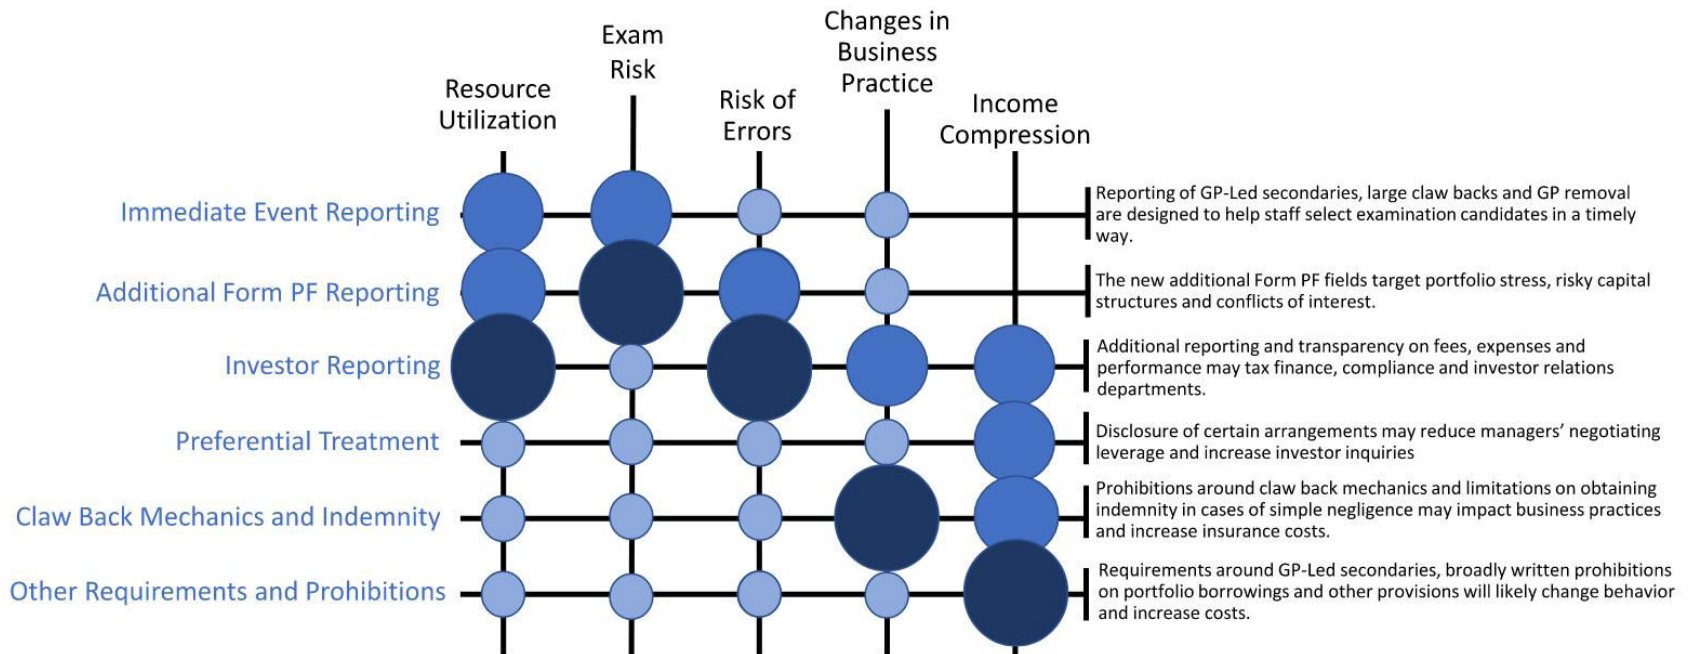 Changes in
Business
Practice
Exam
Risk
Resource
Utilization
Risk of
Errors
Income
Compression
Immediate Event Reporting
Reporting of GP-Led secondaries, large claw backs and GP removal
are designed to help staff select examination candidates in a timely
way.
Additional Form PF Reporting
The new additional Form PF fields target portfolio stress, risky capital
structures and conflicts of interest.
Investor Reporting
Additional reporting and transparency on fees, expenses and
performance may tax finance, compliance and investor relations
departments.
Preferential Treatment
Disclosure of certain arrangements may reduce managers’ negotiating
leverage and increase investor inquiries
Claw Back Mechanics and Indemnity
Prohibitions around claw back mechanics and limitations on obtaining
indemnity in cases of simple negligence may impact business practices
and increase insurance costs.
Other Requirements and Prohibitions
Requirements around GP-Led secondaries, broadly written prohibitions
on portfolio borrowings and other provisions will likely change behavior
and increase costs.